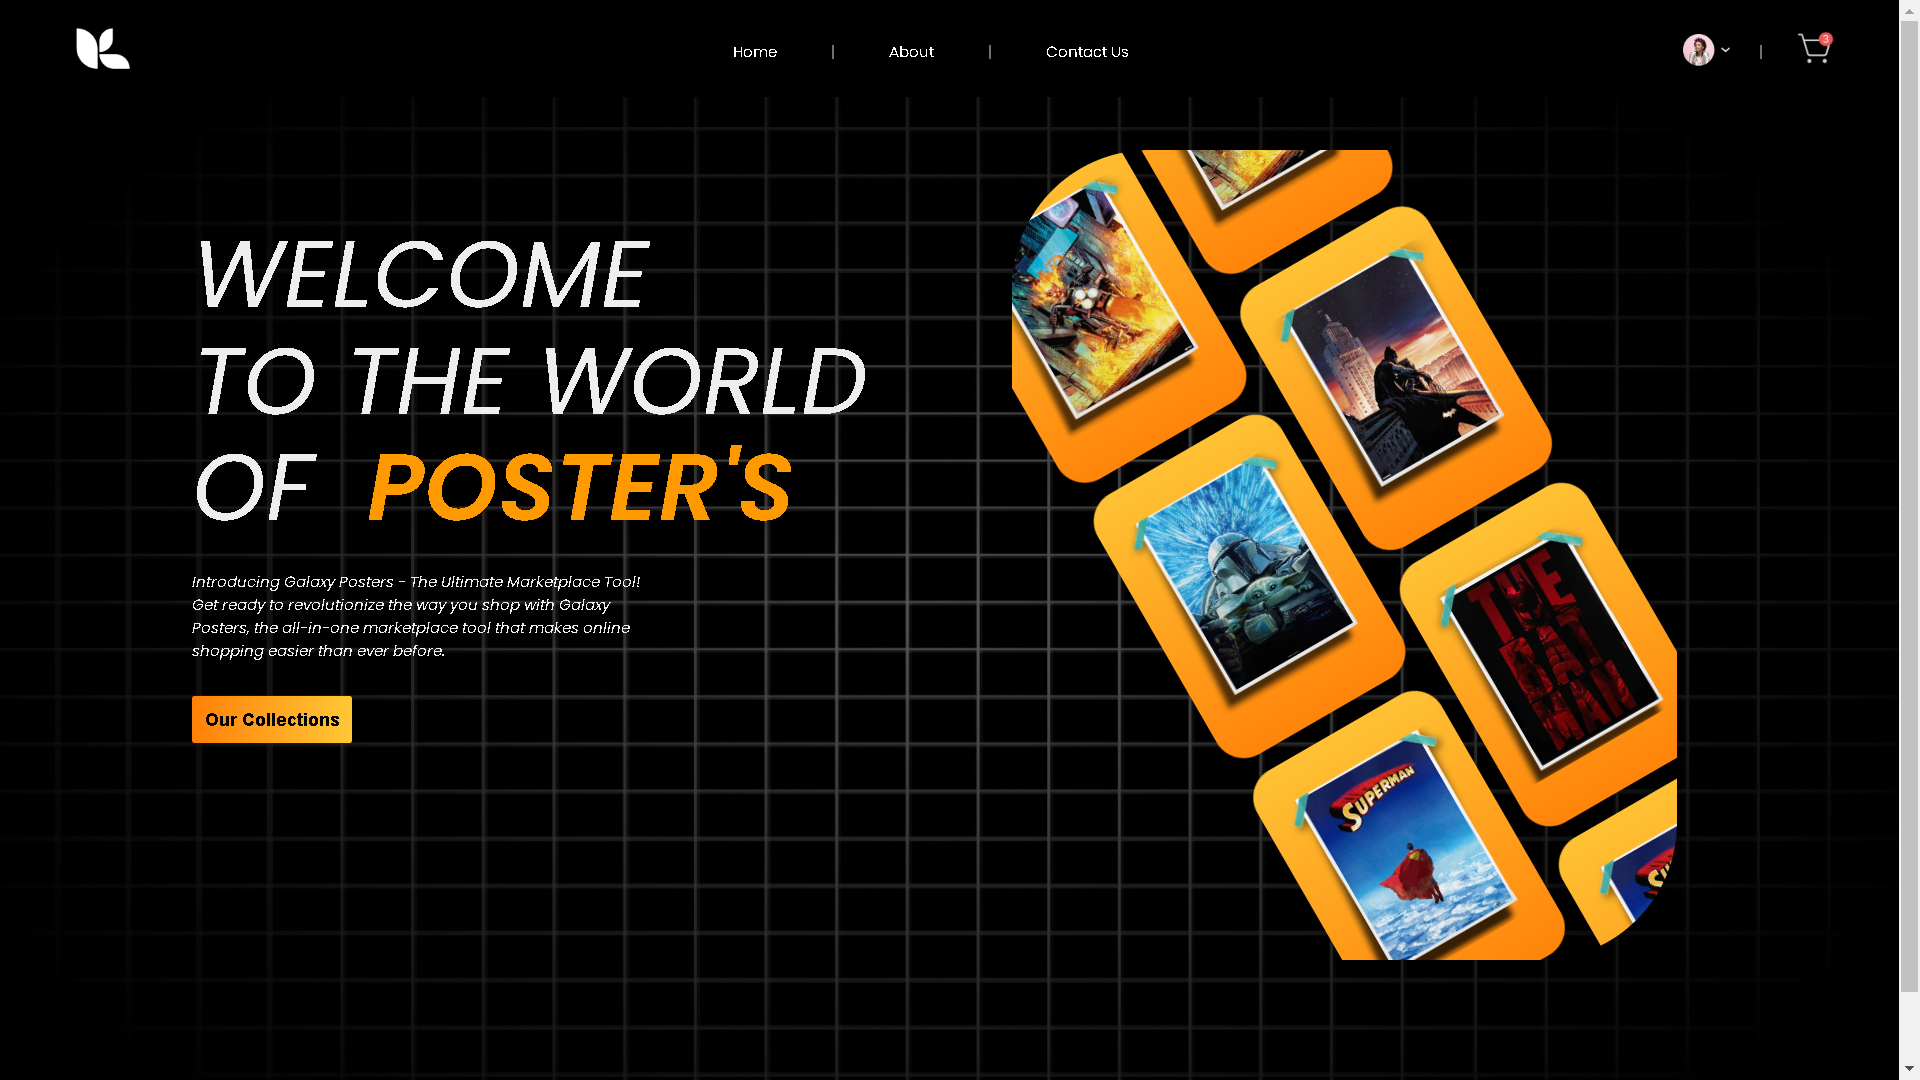 Home | About | Contact Us | 3
WELCOME
TO THE WORLD
OF POSTER'S
Introducing Galaxy Posters - The Ultimate Marketplace Tool!
Get ready to revolutionize the way you shop with Galaxy
Posters, the all-in-one marketplace tool that makes online
shopping easier than ever before.
Our Collections
THE
BAT
MAN
SUPERMAN